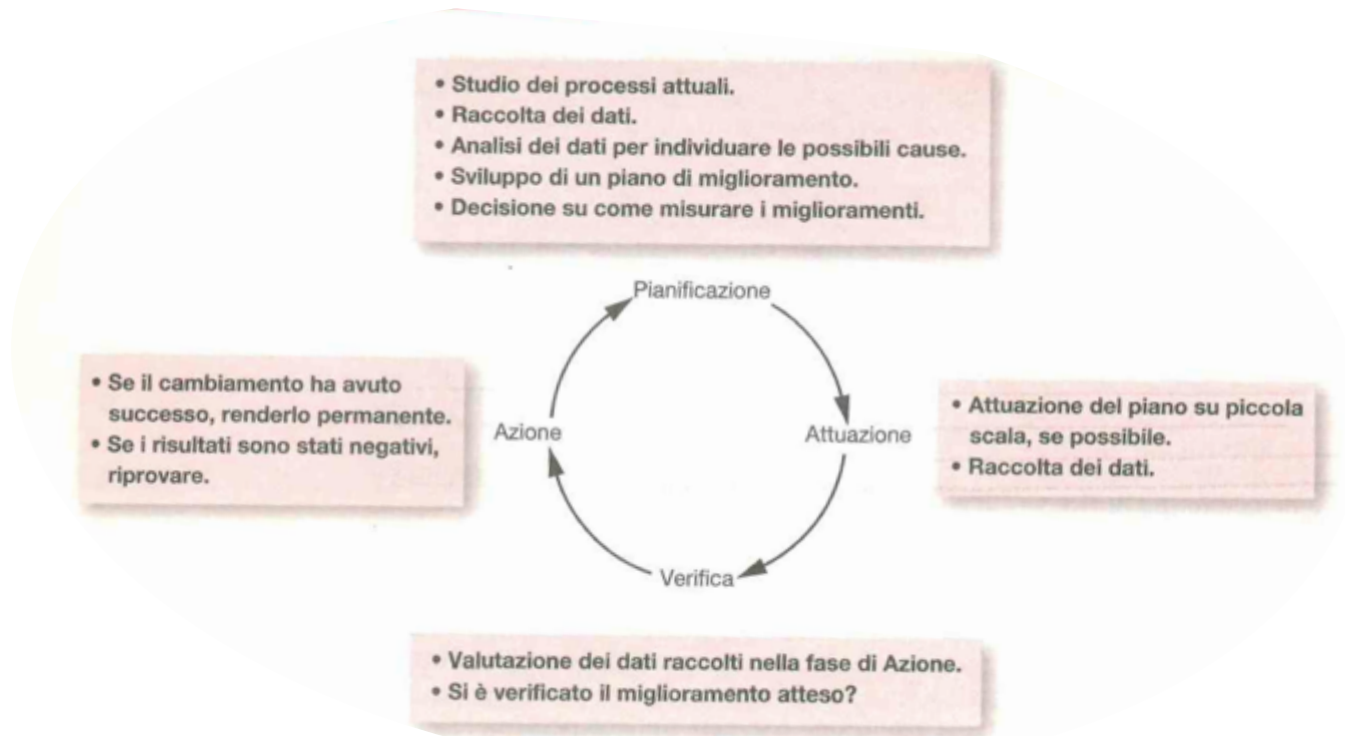 • Studio dei processi attuali.
• Raccolta dei dati.
• Analisi dei dati per individuare le possibili cause.
• Sviluppo di un piano di miglioramento.
• Decisione su come misurare i miglioramenti.
Pianificazione
• Se il cambiamento ha avuto
successo, renderlo permanente.
• Se i risultati sono stati negativi,
riprovare.
Azione
Attuazione
• Attuazione del piano su piccola
scala, se possibile.
• Raccolta dei dati.
Verifica
• Valutazione dei dati raccolti nella fase di Azione.
• Si è verificato il miglioramento atteso?